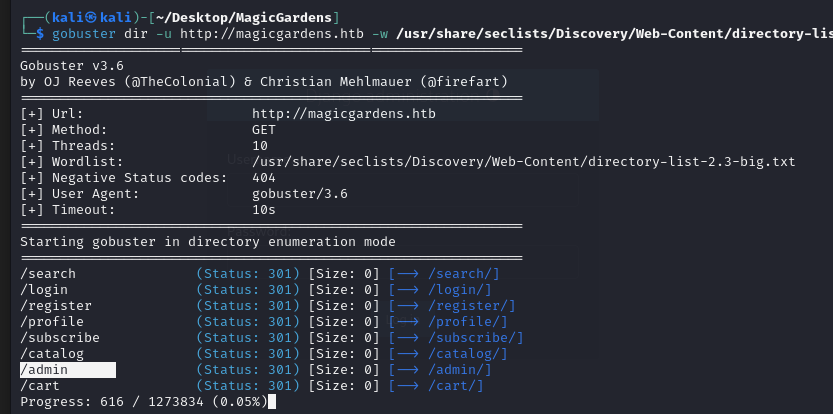 ┌──(kali㉿kali)-[~/Desktop/MagicGardens]
└─$ gobuster dir -u http://magicgardens.htb -w /usr/share/seclists/Discovery/Web-Content/directory-lis
===============================================================
Gobuster v3.6
by OJ Reeves (@TheColonial) & Christian Mehlmauer (@firefart)
===============================================================
[+] Url:                     http://magicgardens.htb
[+] Method:                  GET
[+] Threads:                 10
[+] Wordlist:                /usr/share/seclists/Discovery/Web-Content/directory-list-2.3-big.txt
[+] Negative Status codes:   404
[+] User Agent:              gobuster/3.6
[+] Timeout:                 10s
===============================================================
Starting gobuster in directory enumeration mode
===============================================================
/search               (Status: 301) [Size: 0] [--> /search/]
/login                (Status: 301) [Size: 0] [--> /login/]
/register             (Status: 301) [Size: 0] [--> /register/]
/profile              (Status: 301) [Size: 0] [--> /profile/]
/subscribe            (Status: 301) [Size: 0] [--> /subscribe/]
/catalog              (Status: 301) [Size: 0] [--> /catalog/]
/admin                (Status: 301) [Size: 0] [--> /admin/]
/cart                 (Status: 301) [Size: 0] [--> /cart/]
Progress: 616 / 1273834 (0.05%)